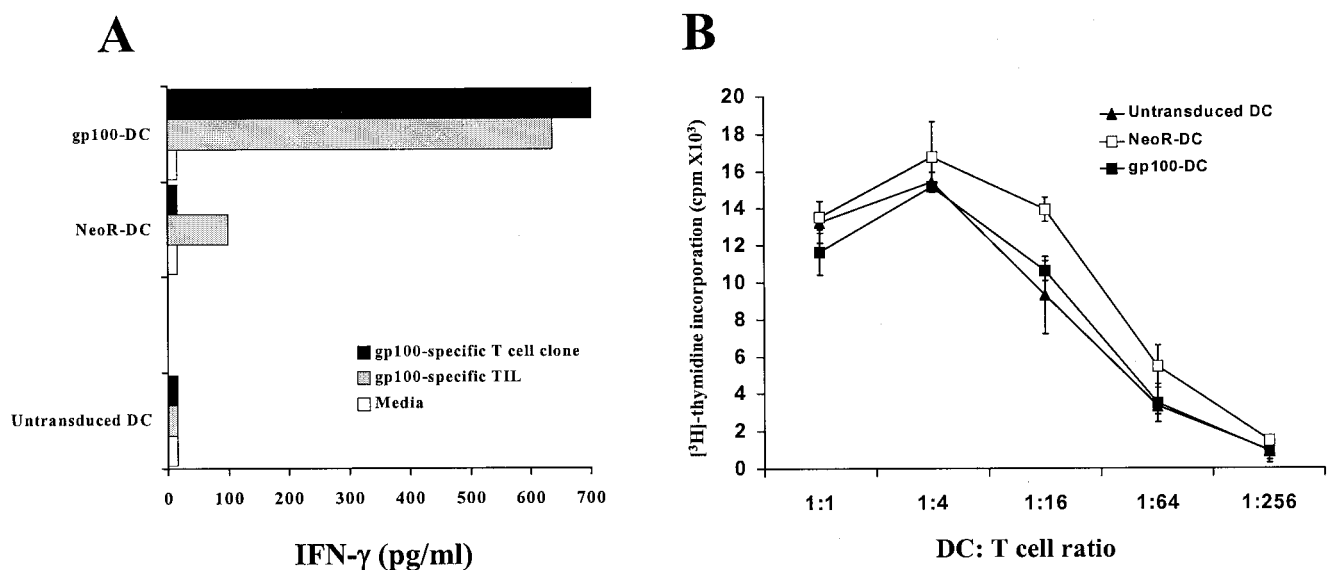 A
gp100-DC
NeoR-DC
Untransduced DC
gp100-specific T cell clone
gp100-specific TIL
Media
0 100 200 300 400 500 600 700
IFN-γ (pg/ml)
B
[³H]-thymidine incorporation (cpm X10³)
20
18
16
14
12
10
8
6
4
2
0
Untransduced DC
NeoR-DC
gp100-DC
1:1 1:4 1:16 1:64 1:256
DC: T cell ratio